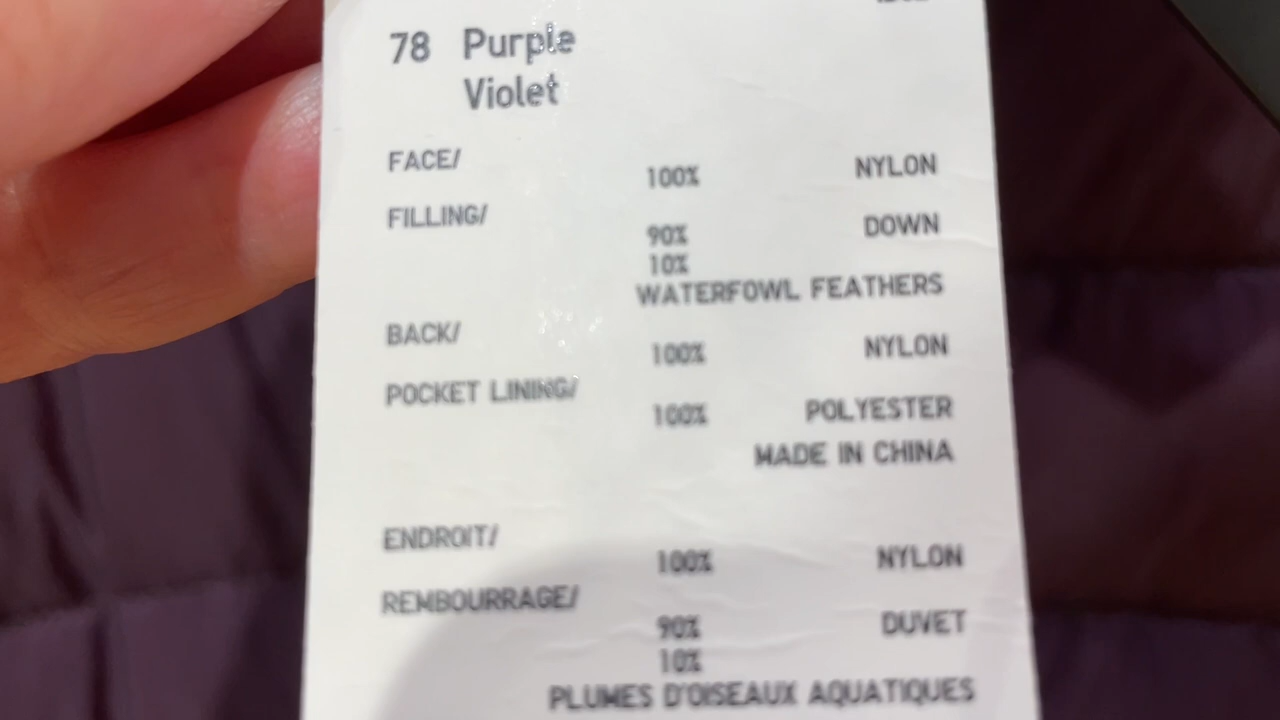 78 Purple
Violet
FACE/
100% NYLON
FILLING/
90% DOWN
10%
WATERFOWL FEATHERS
BACK/
100% NYLON
POCKET LINING/
100% POLYESTER
MADE IN CHINA
ENDROIT/
100% NYLON
REMBOURRAGE/
90% DUVET
10%
PLUMES D'OISEAUX AQUATIQUES